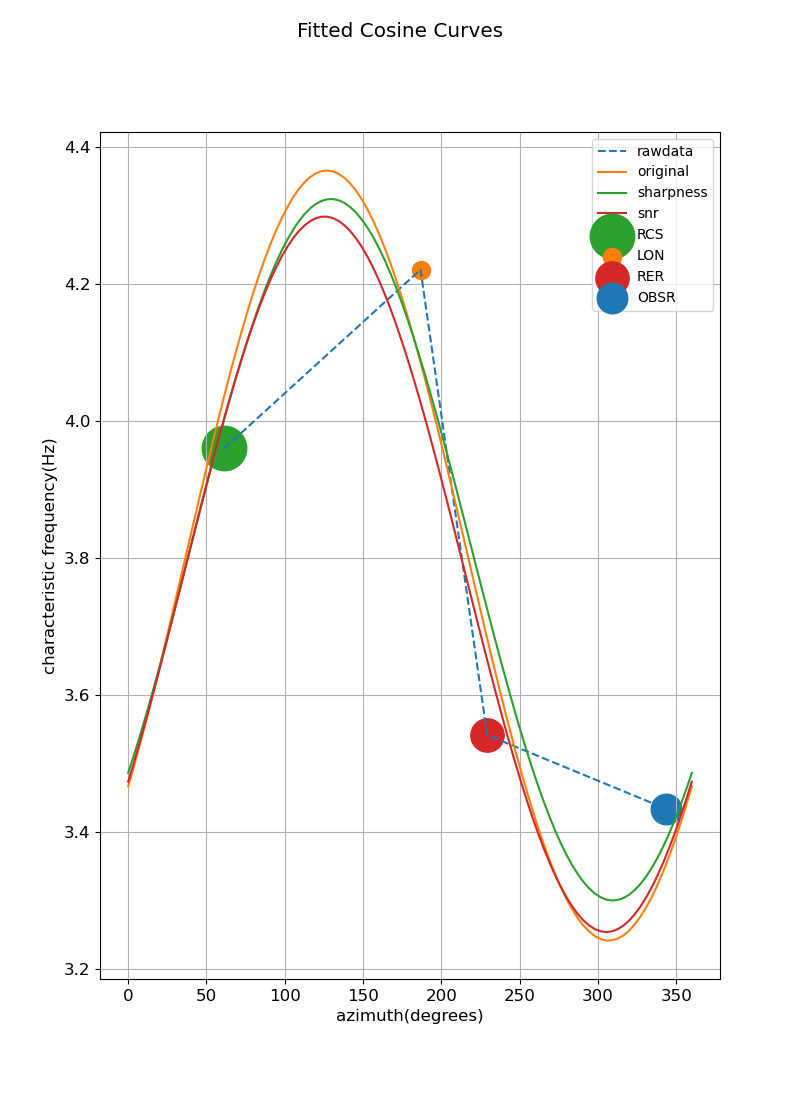 Fitted Cosine Curves
4.4
4.2
4.0
3.8
3.6
3.4
3.2
characteristic frequency(Hz)
rawdata
original
sharpness
snr
RCS
LON
RER
OBSR
0 50 100 150 200 250 300 350
azimuth(degrees)